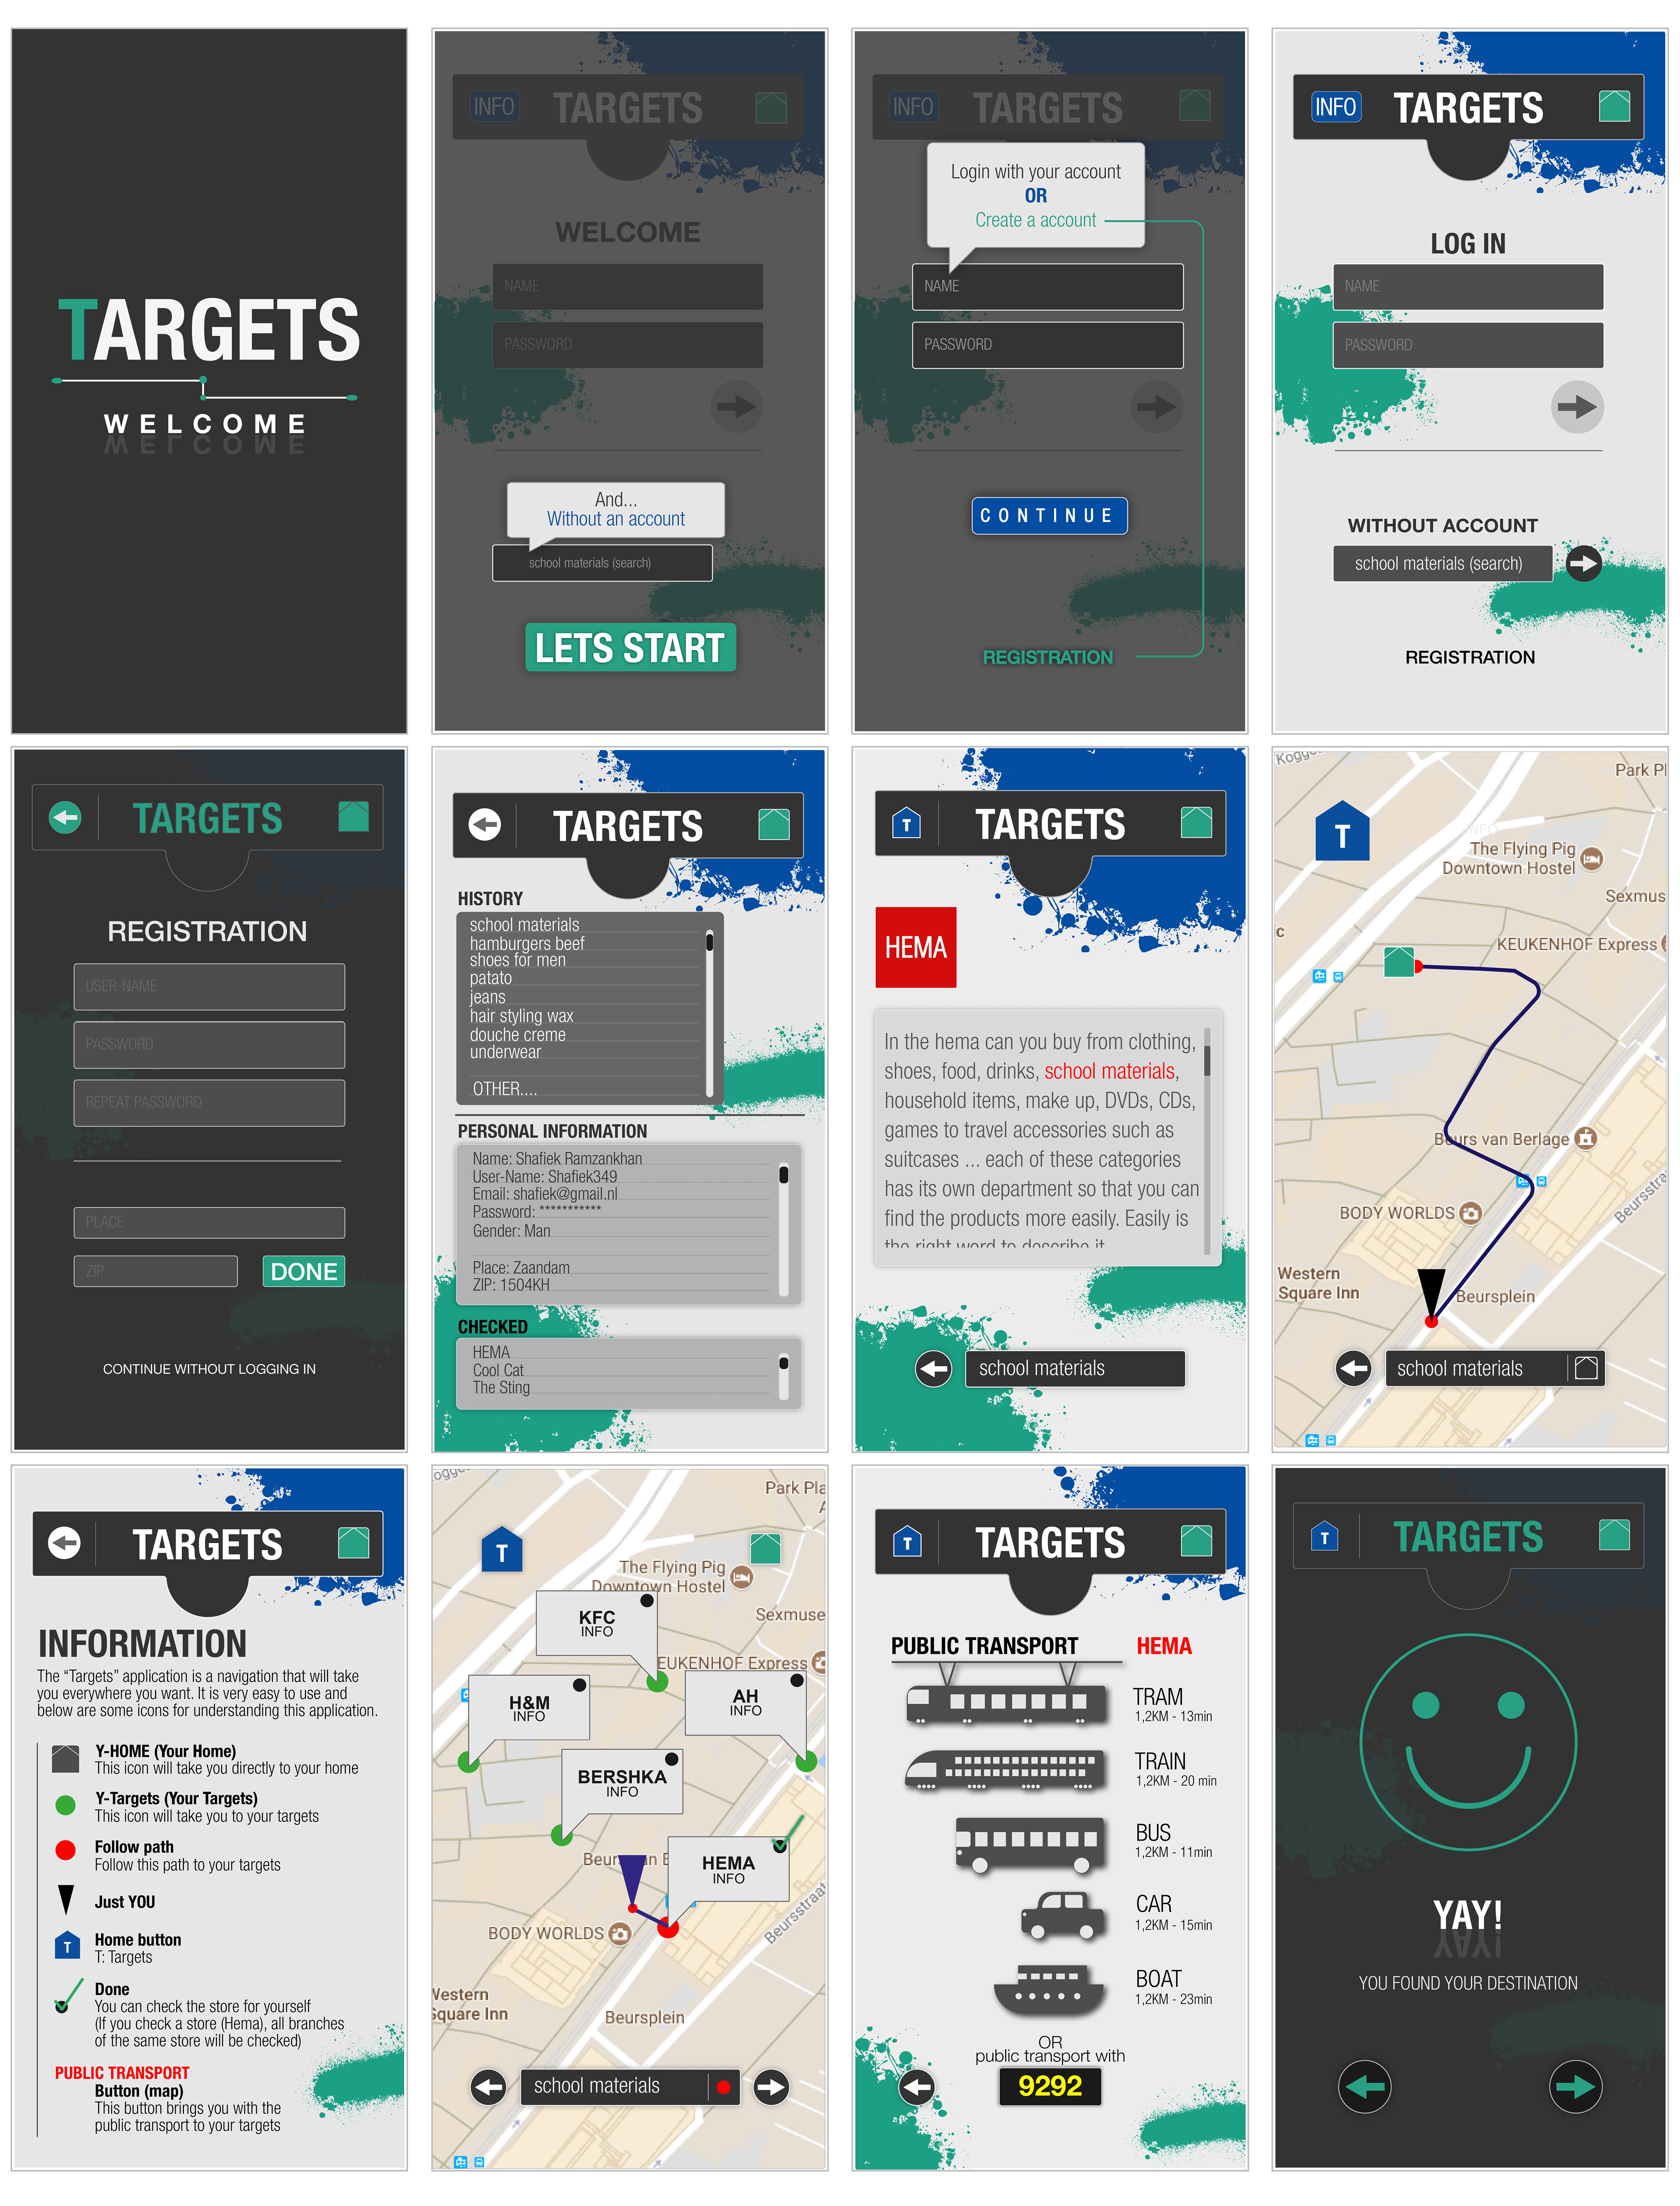 TARGETS
WELCOME
INFO
TARGETS
WELCOME
NAME
PASSWORD
And...
Without an account
school materials (search)
LETS START
INFO
TARGETS
Login with your account
OR
Create a account
NAME
PASSWORD
CONTINUE
REGISTRATION
INFO
TARGETS
LOG IN
NAME
PASSWORD
WITHOUT ACCOUNT
school materials (search)
REGISTRATION
TARGETS
REGISTRATION
USER-NAME
PASSWORD
REPEAT PASSWORD
PLACE
ZIP
DONE
CONTINUE WITHOUT LOGGING IN
TARGETS
HISTORY
school materials
hamburgers beef
shoes for men
patato
jeans
hair styling wax
douche creme
underwear
OTHER....
PERSONAL INFORMATION
Name: Shafiek Ramzankhan
User-Name: Shafiek349
Email: shafiek@gmail.nl
Password: ***********
Gender: Man
Place: Zaandam
ZIP: 1504KH
CHECKED
HEMA
Cool Cat
The Sting
T
TARGETS
HEMA
In the hema can you buy from clothing,
shoes, food, drinks, school materials,
household items, make up, DVDs, CDs,
games to travel accessories such as
suitcases ... each of these categories
has its own department so that you can
find the products more easily. Easily is
the right word to describe it
school materials
Kogge
Park Pl
T
INFO
The Flying Pig
Downtown Hostel
Sexmus
c
KEUKENHOF Express
Beurs van Berlage
BODY WORLDS
Beursstra
Western
Square Inn
Beursplein
school materials
TARGETS
INFORMATION
The “Targets” application is a navigation that will take
you everywhere you want. It is very easy to use and
below are some icons for understanding this application.
Y-HOME (Your Home)
This icon will take you directly to your home
Y-Targets (Your Targets)
This icon will take you to your targets
Follow path
Follow this path to your targets
Just YOU
T
Home button
T: Targets
Done
You can check the store for yourself
(If you check a store (Hema), all branches
of the same store will be checked)
PUBLIC TRANSPORT
Button (map)
This button brings you with the
public transport to your targets
ogge
Park Pla
A
T
The Flying Pig
Downtown Hostel
KFC
INFO
Sexmuse
EUKENHOF Express
H&M
INFO
AH
INFO
BERSHKA
INFO
Beur
n B
HEMA
INFO
BODY WORLDS
Beursstraat
Western
Square Inn
Beursplein
school materials
T
TARGETS
PUBLIC TRANSPORT
HEMA
TRAM
1,2KM - 13min
TRAIN
1,2KM - 20 min
BUS
1,2KM - 11min
CAR
1,2KM - 15min
BOAT
1,2KM - 23min
OR
public transport with
9292
T
TARGETS
YAY!
YOU FOUND YOUR DESTINATION